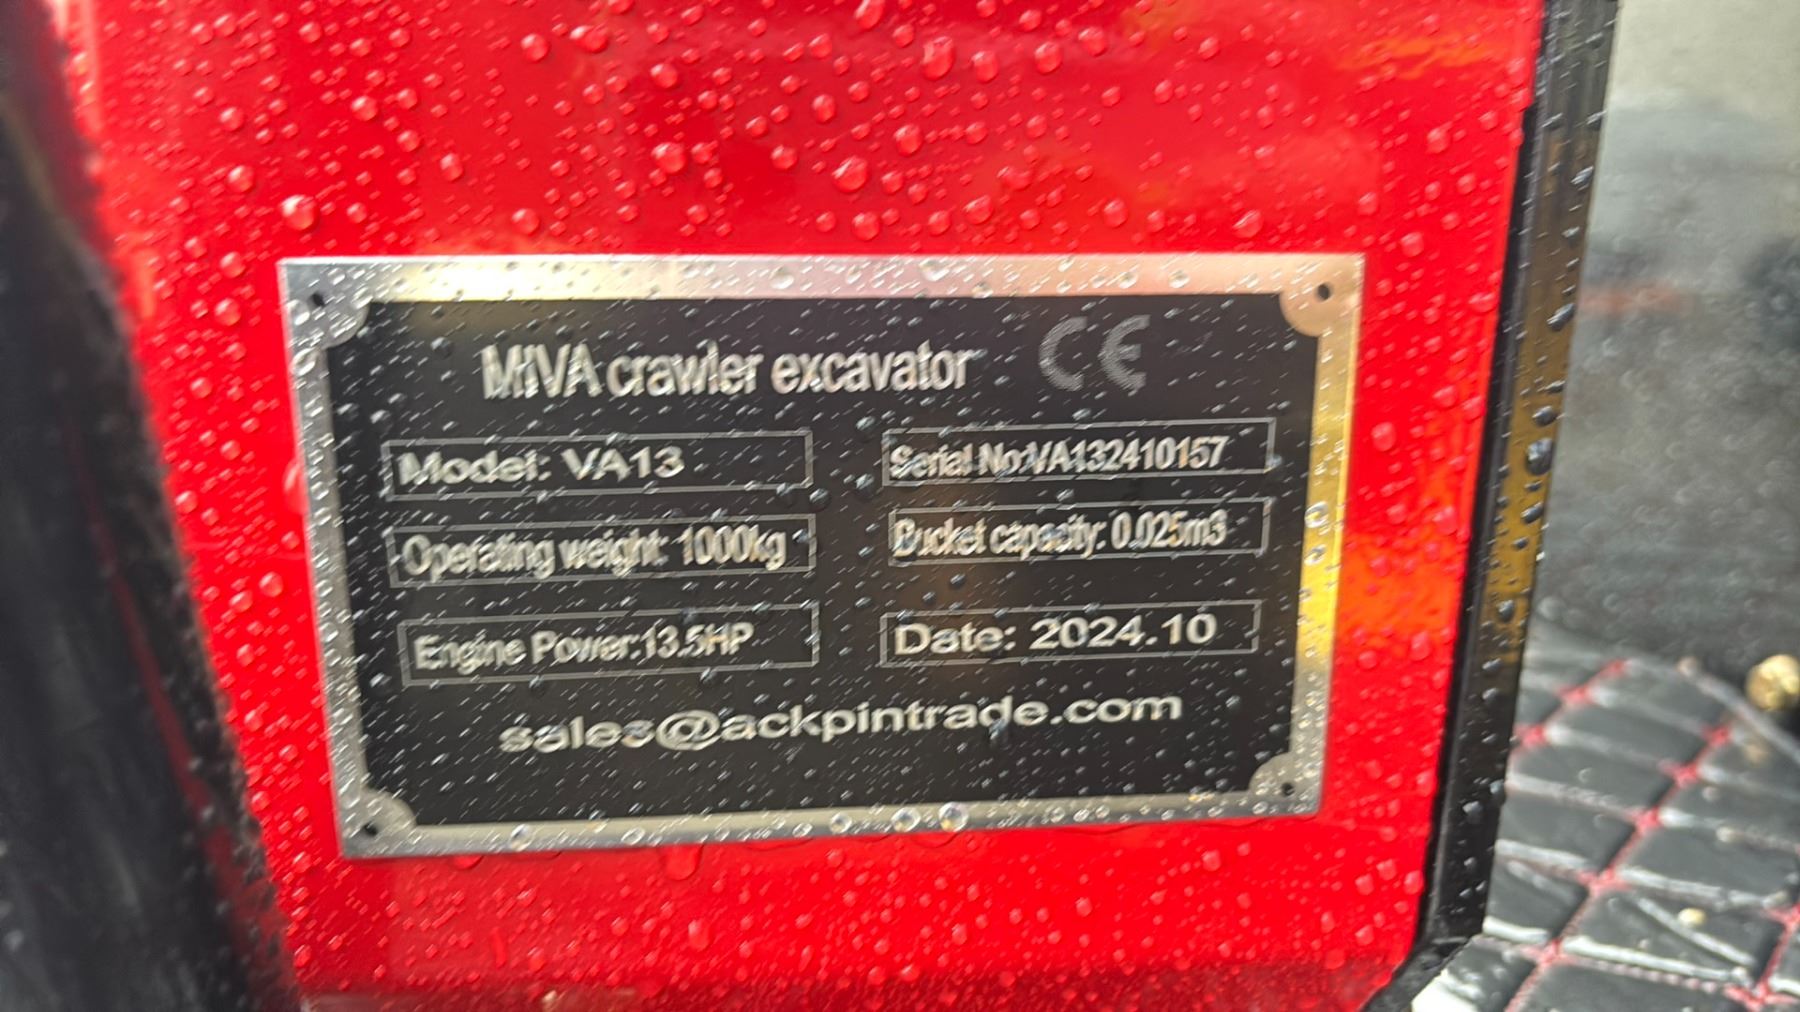 MIVA crawler excavator CE
Model: VA13
Serial No:VA132410157
Operating weight: 1000kg
Bucket capacity: 0.025m3
Engine Power:13.5HP
Date: 2024.10
sales@ackpintrade.com